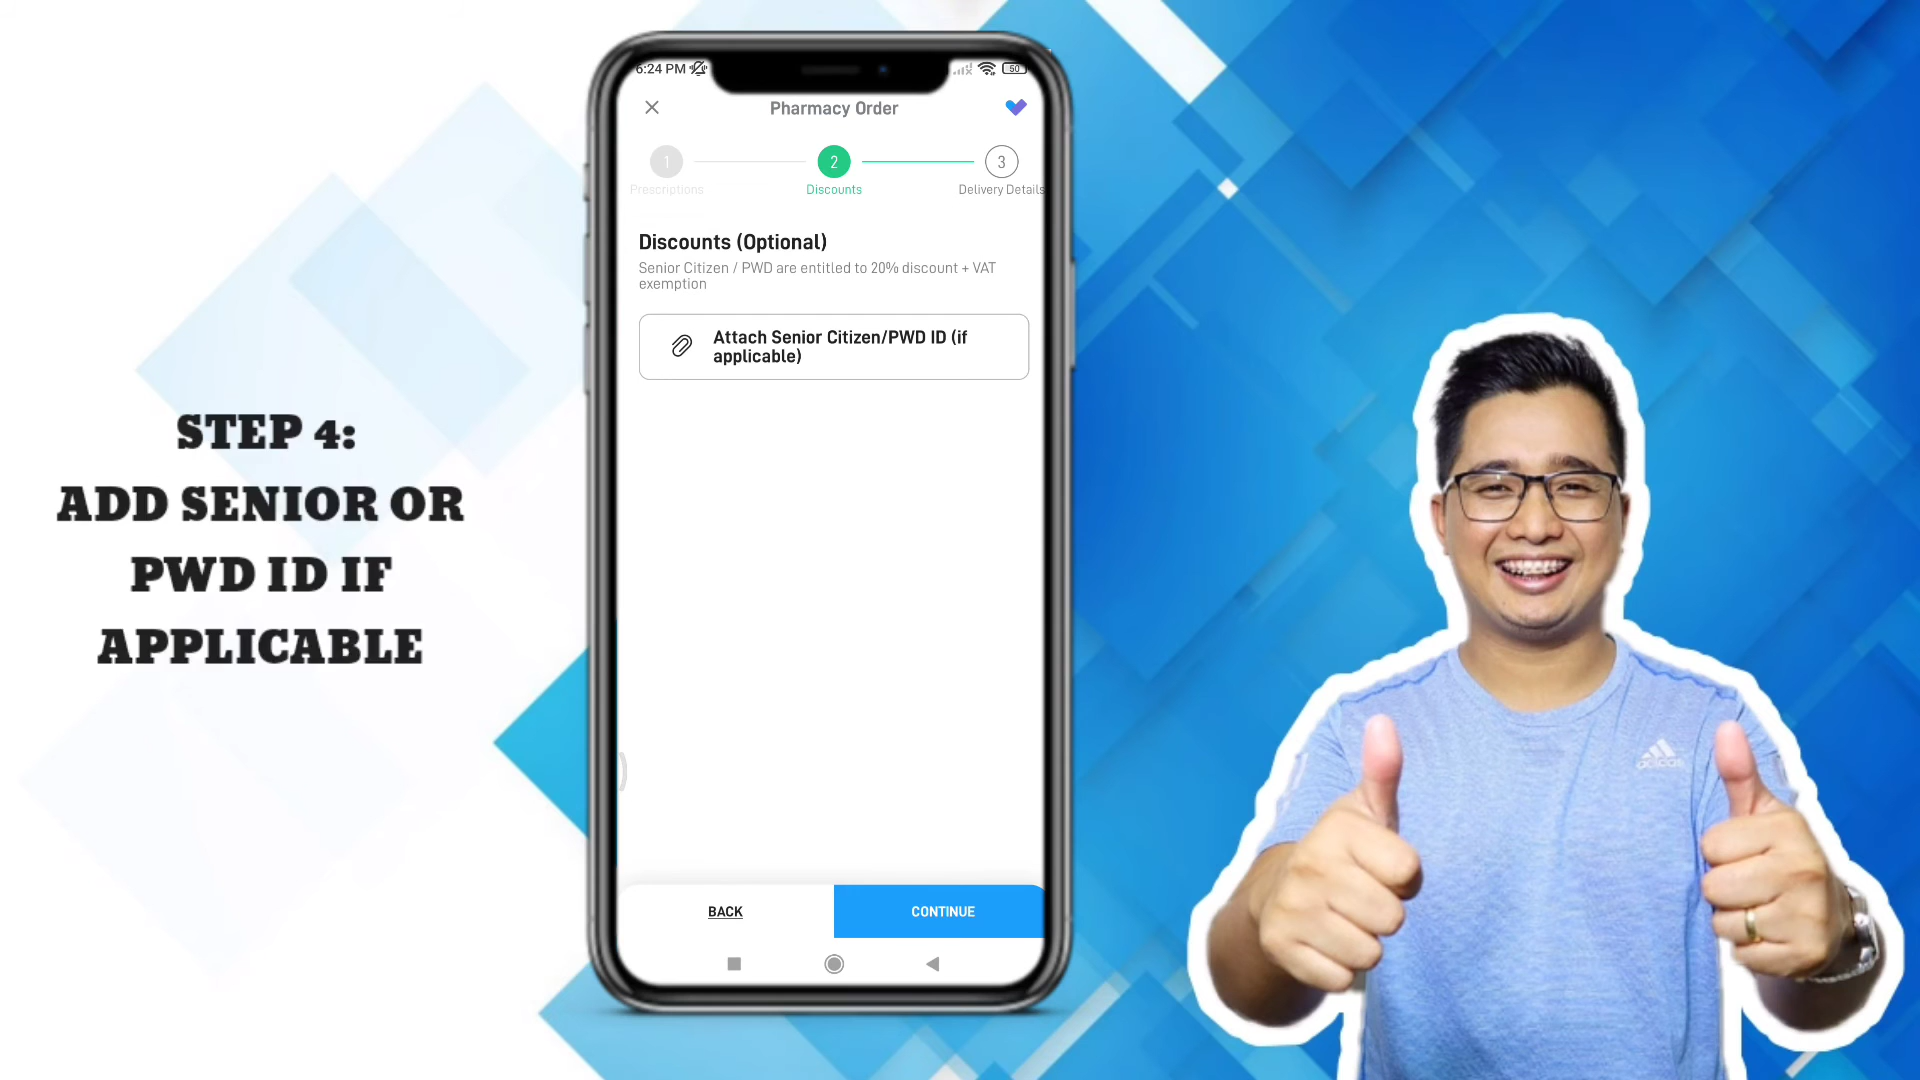 STEP 4:
ADD SENIOR OR
PWD ID IF
APPLICABLE
6:24 PM
50
Pharmacy Order
1
2
3
Prescriptions
Discounts
Delivery Details
Discounts (Optional)
Senior Citizen / PWD are entitled to 20% discount + VAT
exemption
Attach Senior Citizen/PWD ID (if
applicable)
BACK
CONTINUE
adidas